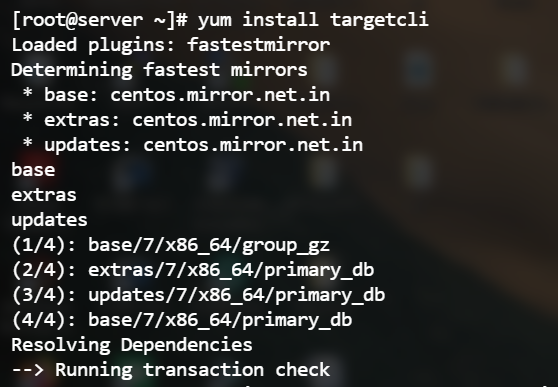 [root@server ~]# yum install targetcli
Loaded plugins: fastestmirror
Determining fastest mirrors
 * base: centos.mirror.net.in
 * extras: centos.mirror.net.in
 * updates: centos.mirror.net.in
base
extras
updates
(1/4): base/7/x86_64/group_gz
(2/4): extras/7/x86_64/primary_db
(3/4): updates/7/x86_64/primary_db
(4/4): base/7/x86_64/primary_db
Resolving Dependencies
--> Running transaction check